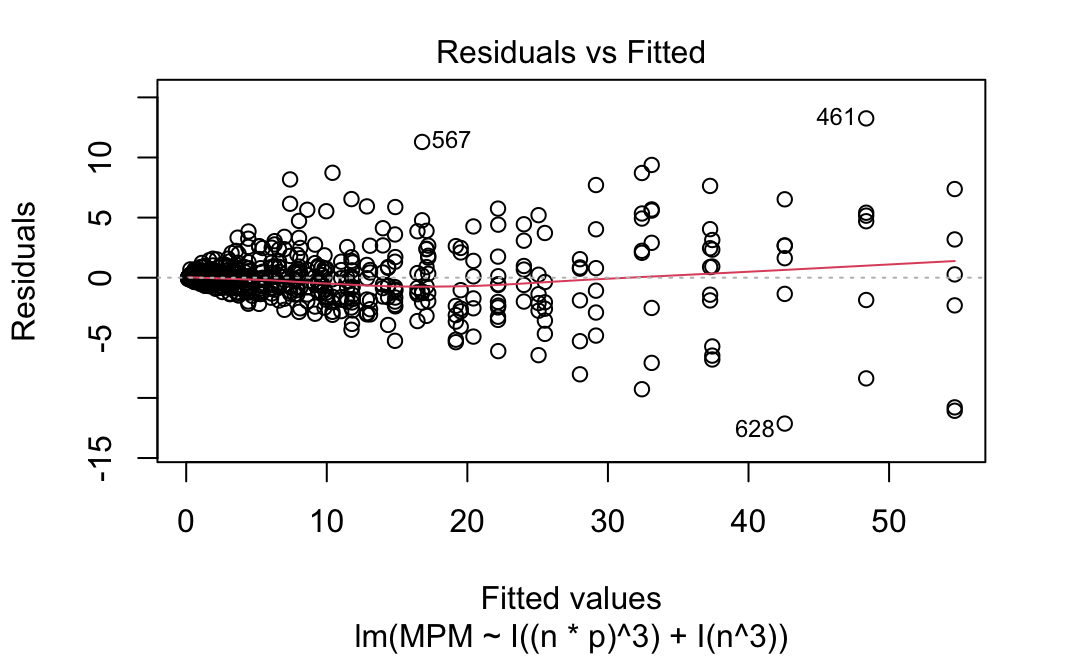 Residuals vs Fitted
Residuals
10
5
0
-5
-15
567
461
628
0 10 20 30 40 50
Fitted values
lm(MPM ~ I((n * p)^3) + I(n^3))